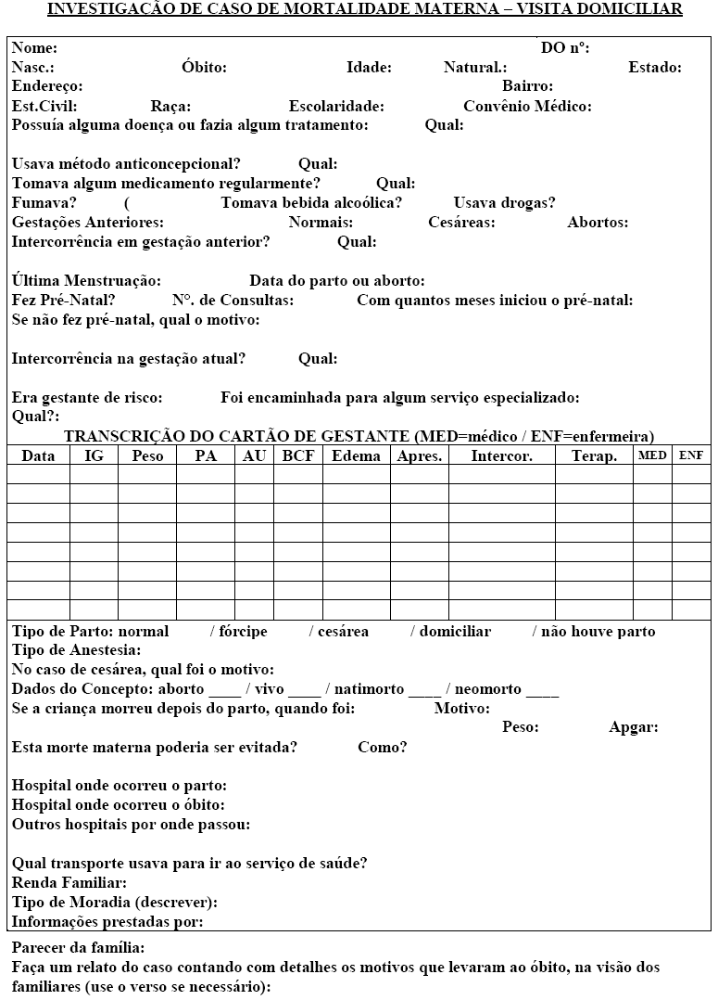 INVESTIGAÇÃO DE CASO DE MORTALIDADE MATERNA – VISITA DOMICILIAR
Nome: DO nº:
Nasc.: Óbito: Idade: Natural.: Estado:
Endereço: Bairro:
Est.Civil: Raça: Escolaridade: Convênio Médico:
Possuía alguma doença ou fazia algum tratamento: Qual:
Usava método anticoncepcional? Qual:
Tomava algum medicamento regularmente? Qual:
Fumava? ( Tomava bebida alcoólica? Usava drogas?
Gestações Anteriores: Normais: Cesáreas: Abortos:
Intercorrência em gestação anterior? Qual:
Última Menstruação: Data do parto ou aborto:
Fez Pré-Natal? N°. de Consultas: Com quantos meses iniciou o pré-natal:
Se não fez pré-natal, qual o motivo:
Intercorrência na gestação atual? Qual:
Era gestante de risco: Foi encaminhada para algum serviço especializado:
Qual?:
TRANSCRIÇÃO DO CARTÃO DE GESTANTE (MED=médico / ENF=enfermeira)
Data IG Peso PA AU BCF Edema Apres. Intercor. Terap. MED ENF
Tipo de Parto: normal / fórcipe / cesárea / domiciliar / não houve parto
Tipo de Anestesia:
No caso de cesárea, qual foi o motivo:
Dados do Concepto: aborto ____ / vivo ____ / natimorto ____ / neomorto ____
Se a criança morreu depois do parto, quando foi: Motivo:
Peso: Apgar:
Esta morte materna poderia ser evitada? Como?
Hospital onde ocorreu o parto:
Hospital onde ocorreu o óbito:
Outros hospitais por onde passou:
Qual transporte usava para ir ao serviço de saúde?
Renda Familiar:
Tipo de Moradia (descrever):
Informações prestadas por:
Parecer da família:
Faça um relato do caso contando com detalhes os motivos que levaram ao óbito, na visão dos
familiares (use o verso se necessário):